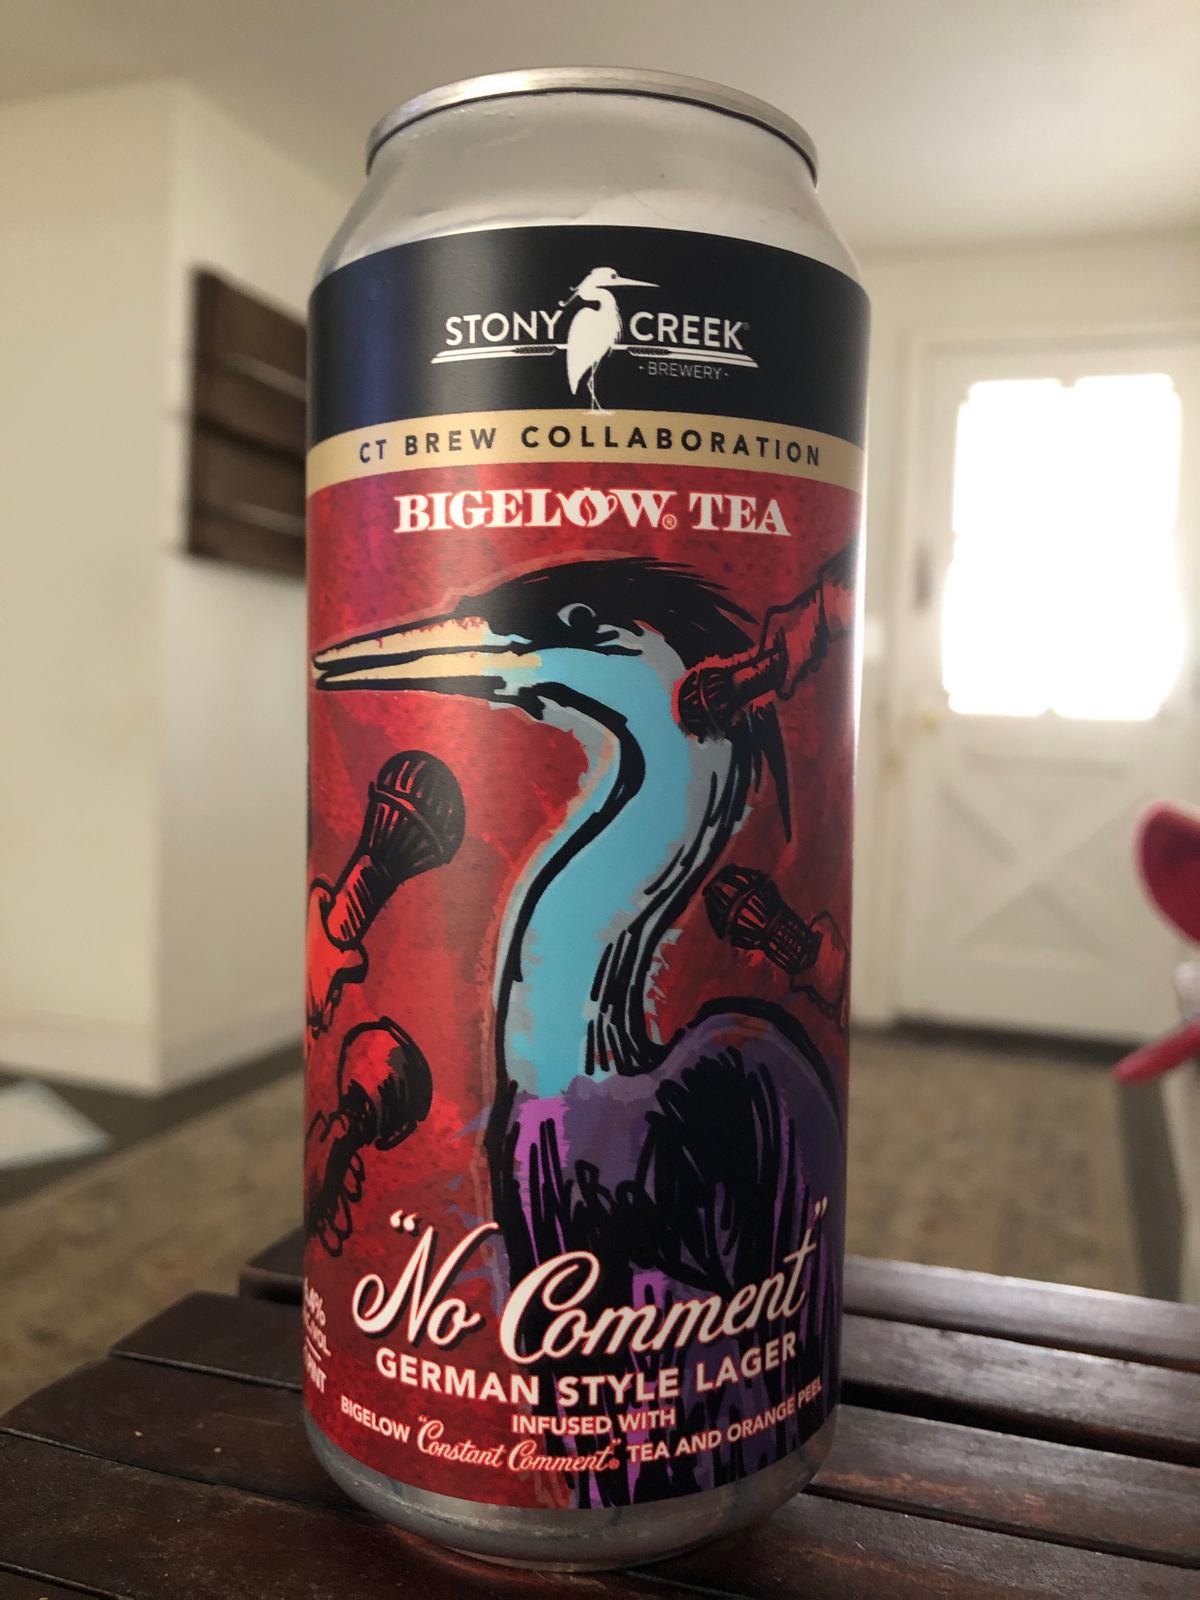 STONY CREEK®
- BREWERY -
CT BREW COLLABORATION
BIGELOW® TEA
"No Comment"
GERMAN STYLE LAGER
INFUSED WITH
BIGELOW "Constant Comment"® TEA AND ORANGE PEEL